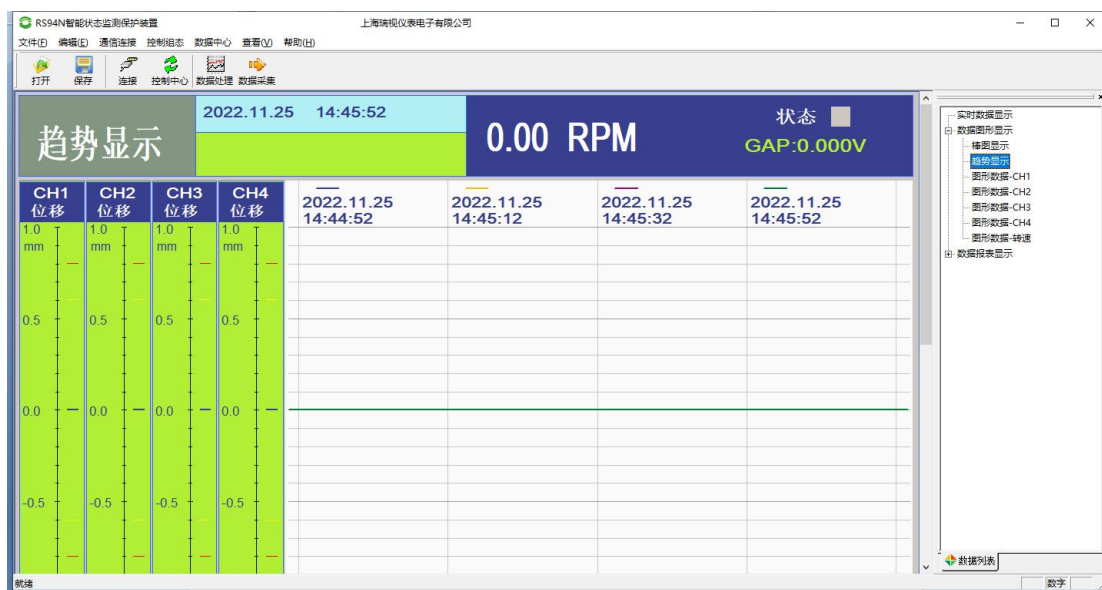 RS94N智能状态监测保护装置 上海瑞视仪表电子有限公司
文件(F) 编辑(E) 通信连接 控制组态 数据中心 查看(V) 帮助(H)
打开 保存 连接 控制中心 数据处理 数据采集
趋势显示
2022.11.25 14:45:52
0.00 RPM
状态
GAP:0.000V
CH1 CH2 CH3 CH4
位移 位移 位移 位移
2022.11.25 2022.11.25 2022.11.25 2022.11.25
14:44:52 14:45:12 14:45:32 14:45:52
1.0 1.0 1.0 1.0
mm mm mm mm
0.5 0.5 0.5 0.5
0.0 0.0 0.0 0.0
-0.5 -0.5 -0.5 -0.5
实时数据显示
数据图形显示
棒图显示
趋势显示
图形数据-CH1
图形数据-CH2
图形数据-CH3
图形数据-CH4
图形数据-转速
数据报表显示
数据列表
就绪 数字